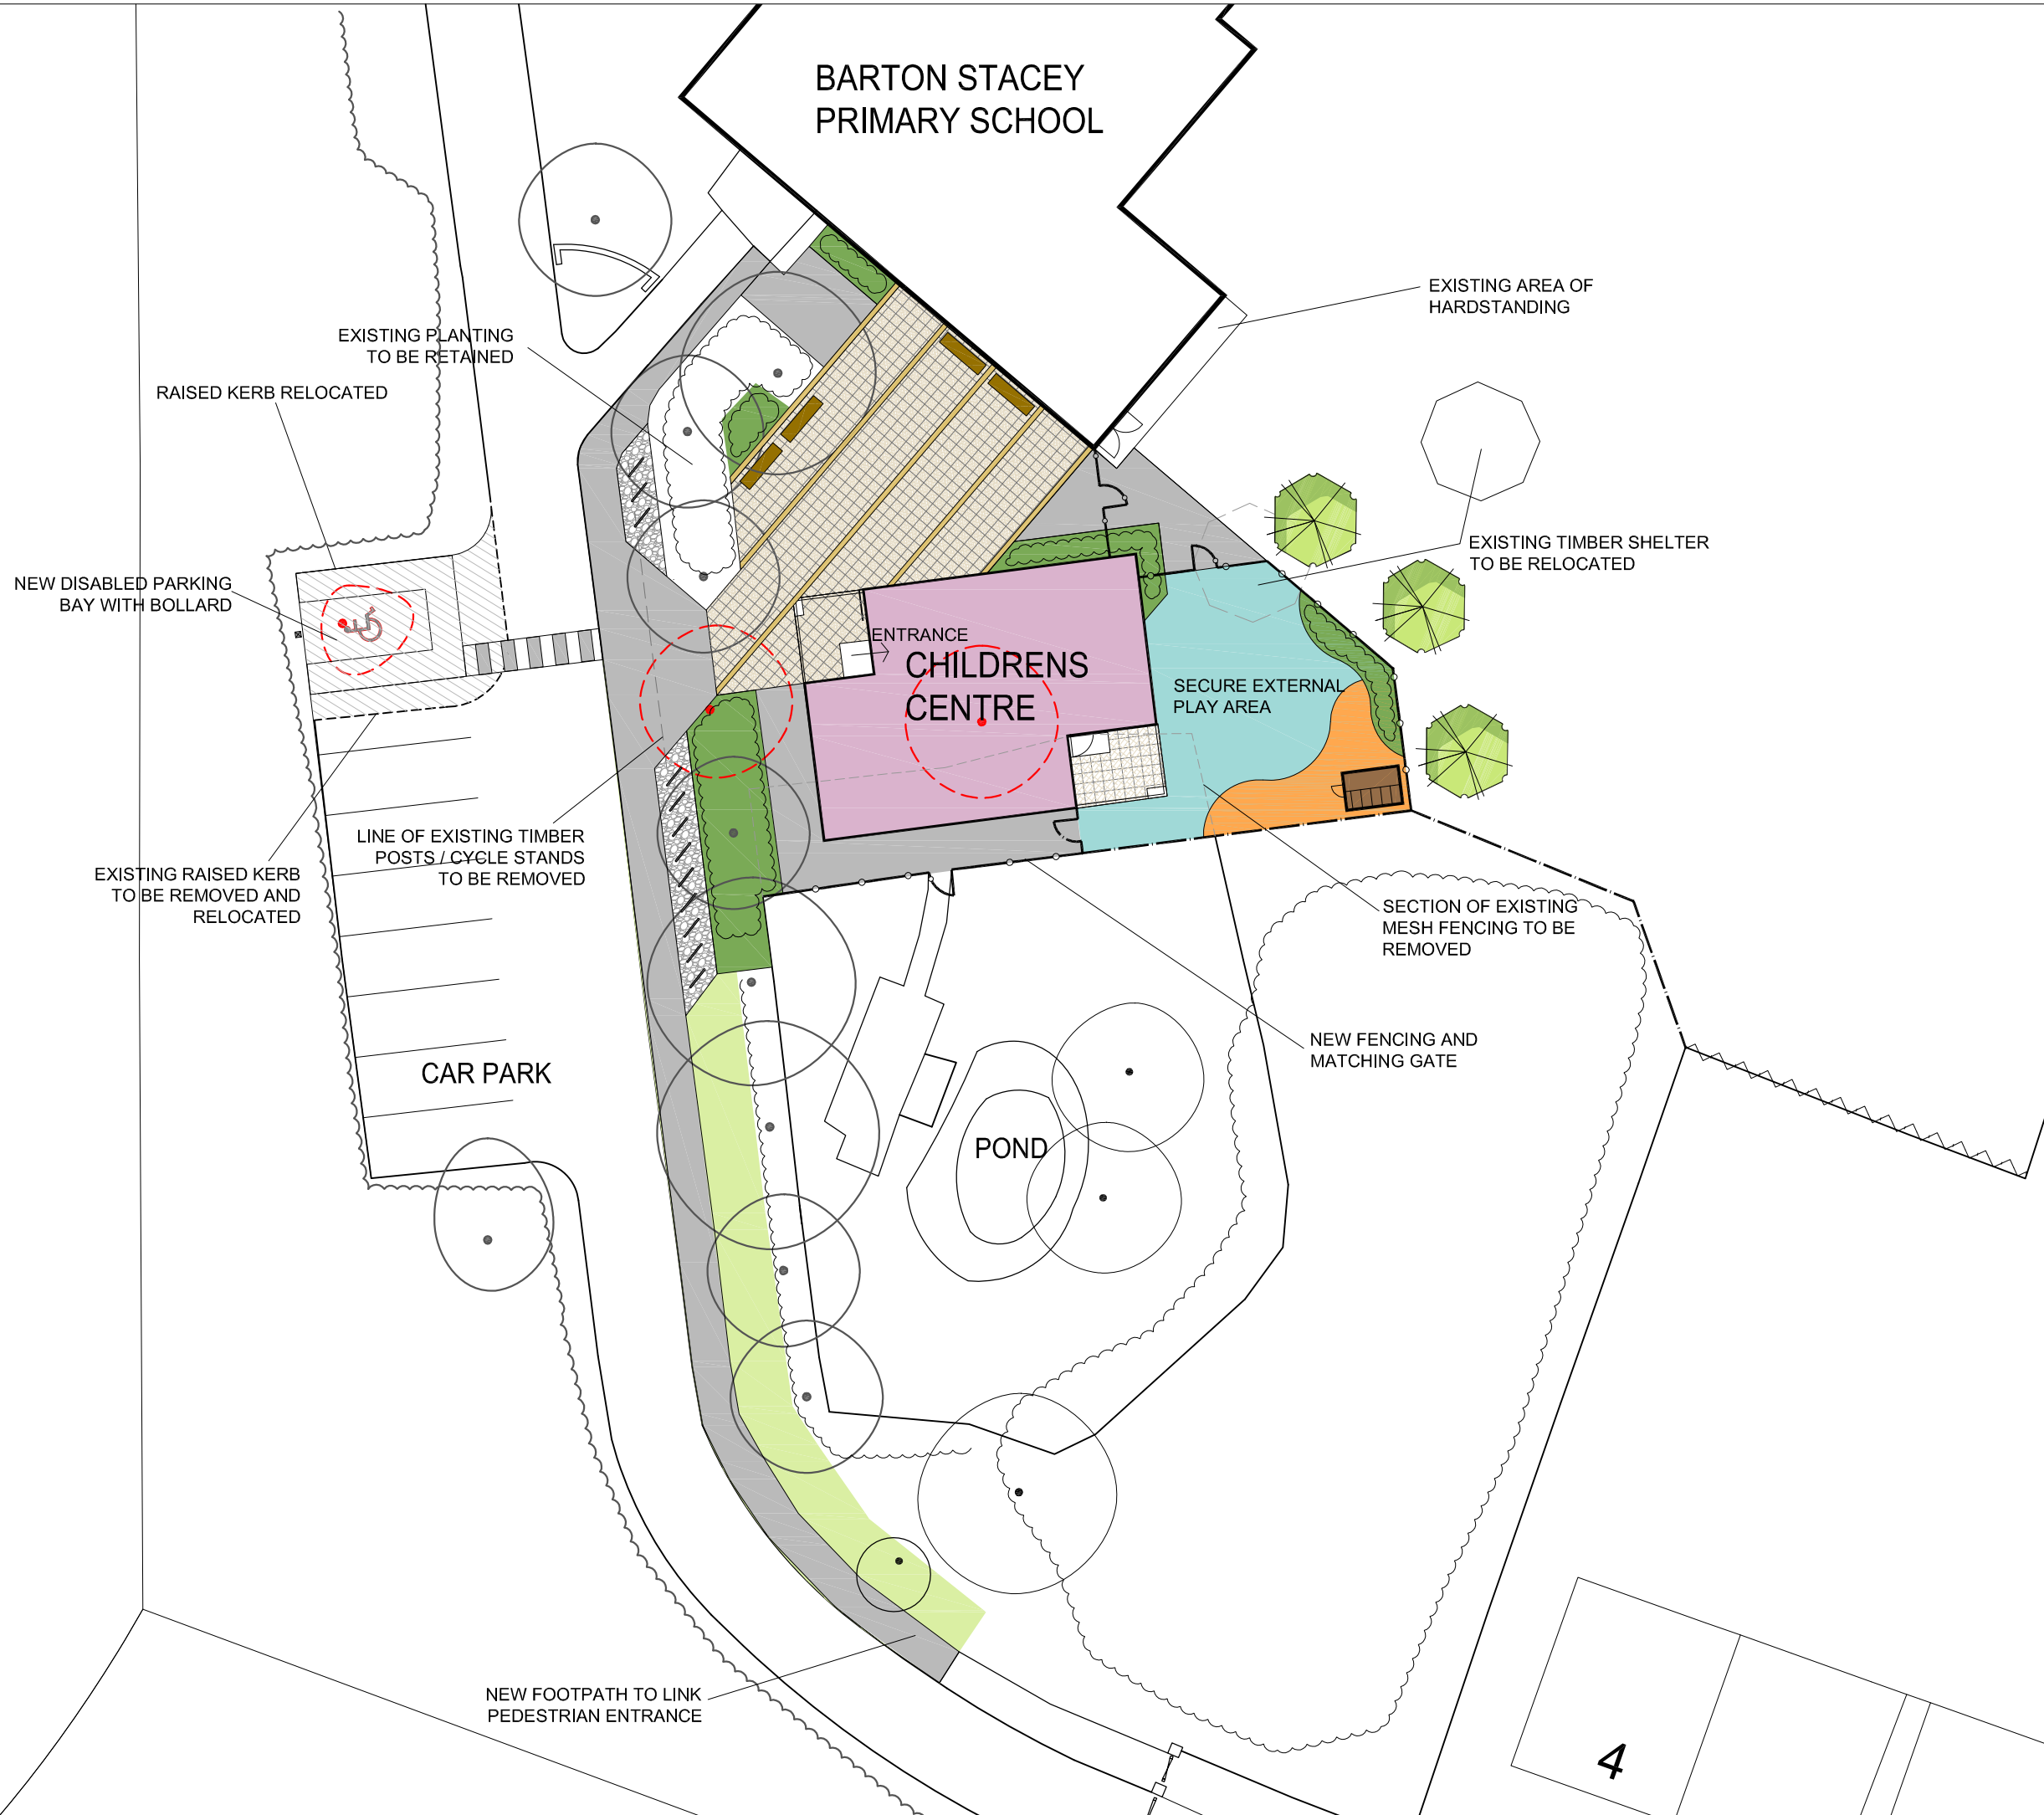 BARTON STACEY
PRIMARY SCHOOL
EXISTING AREA OF
HARDSTANDING
EXISTING PLANTING
TO BE RETAINED
RAISED KERB RELOCATED
EXISTING TIMBER SHELTER
TO BE RELOCATED
NEW DISABLED PARKING
BAY WITH BOLLARD
ENTRANCE
CHILDRENS
CENTRE
SECURE EXTERNAL
PLAY AREA
LINE OF EXISTING TIMBER
POSTS / CYCLE STANDS
TO BE REMOVED
EXISTING RAISED KERB
TO BE REMOVED AND
RELOCATED
SECTION OF EXISTING
MESH FENCING TO BE
REMOVED
NEW FENCING AND
MATCHING GATE
CAR PARK
POND
NEW FOOTPATH TO LINK
PEDESTRIAN ENTRANCE
4